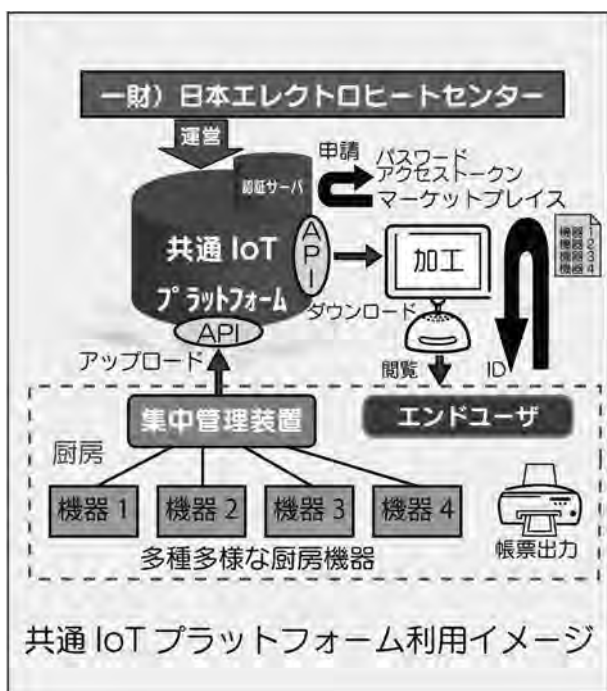 一財）日本エレクトロヒートセンター
運営
認証サーバ
申請
パスワード
アクセストークン
マーケットプレイス
共通 IoT
プラットフォーム
API
API
ダウンロード
加工
機器 1
機器 2
機器 3
機器 4
アップロード
閲覧
ID
集中管理装置
エンドユーザ
厨房
機器 1
機器 2
機器 3
機器 4
多種多様な厨房機器
帳票出力
共通 IoT プラットフォーム利用イメージ